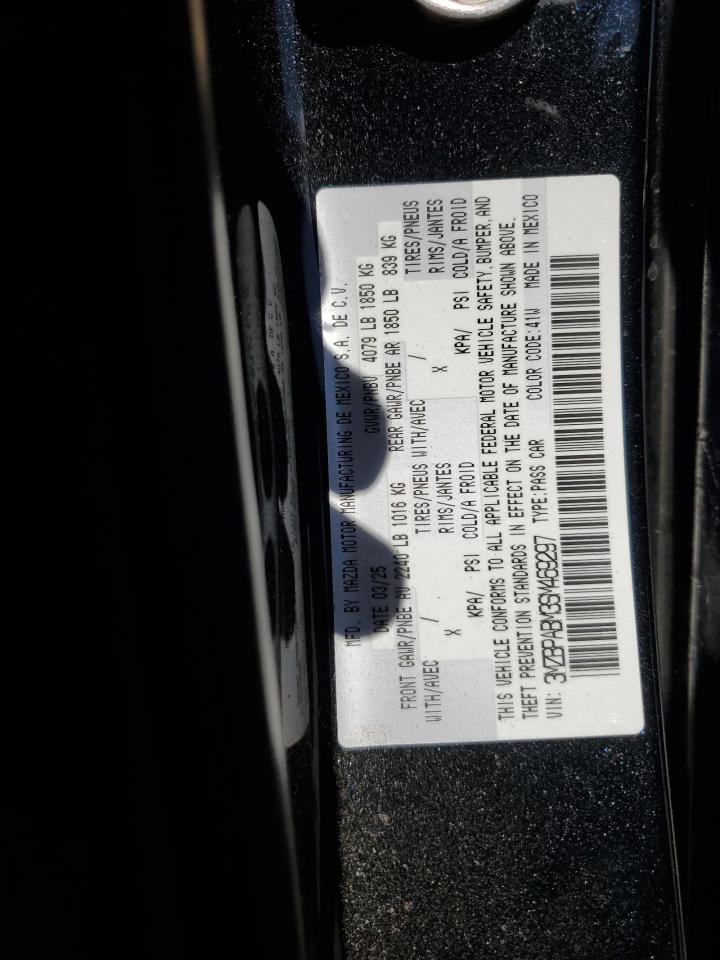 MFD. BY MAZDA MOTOR MANUFACTURING DE MEXICO S.A. DE C.V.
DATE 03/25 GVWR/PNBV 4079 LB 1850 KG
FRONT GAWR/PNBE AV 2240 LB 1016 KG REAR GAWR/PNBE AR 1850 LB 839 KG
WITH/AVEC / TIRES/PNEUS WITH/AVEC / TIRES/PNEUS
X RIMS/JANTES X RIMS/JANTES
KPA/ PSI COLD/A FROID KPA/ PSI COLD/A FROID
THIS VEHICLE CONFORMS TO ALL APPLICABLE FEDERAL MOTOR VEHICLE SAFETY, BUMPER, AND
THEFT PREVENTION STANDARDS IN EFFECT ON THE DATE OF MANUFACTURE SHOWN ABOVE.
VIN: 3MZBPABM3SM469297 TYPE:PASS CAR COLOR CODE:41W MADE IN MEXICO